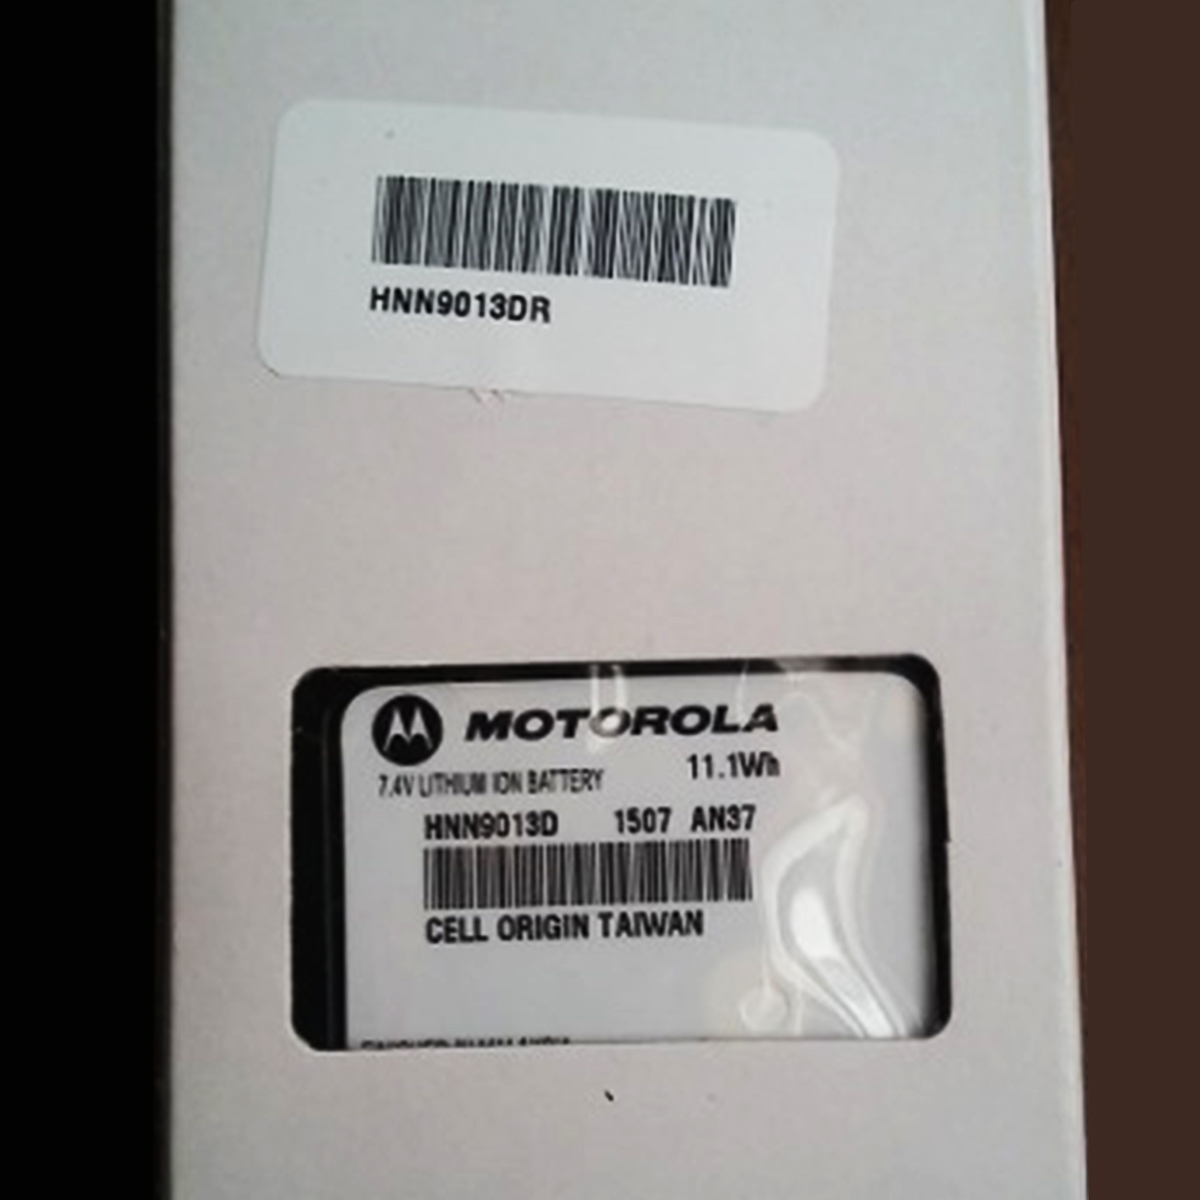 HNN9013DR
MOTOROLA
7.4V LITHIUM ION BATTERY 11.1Wh
HNN9013D 1507 AN37
CELL ORIGIN TAIWAN